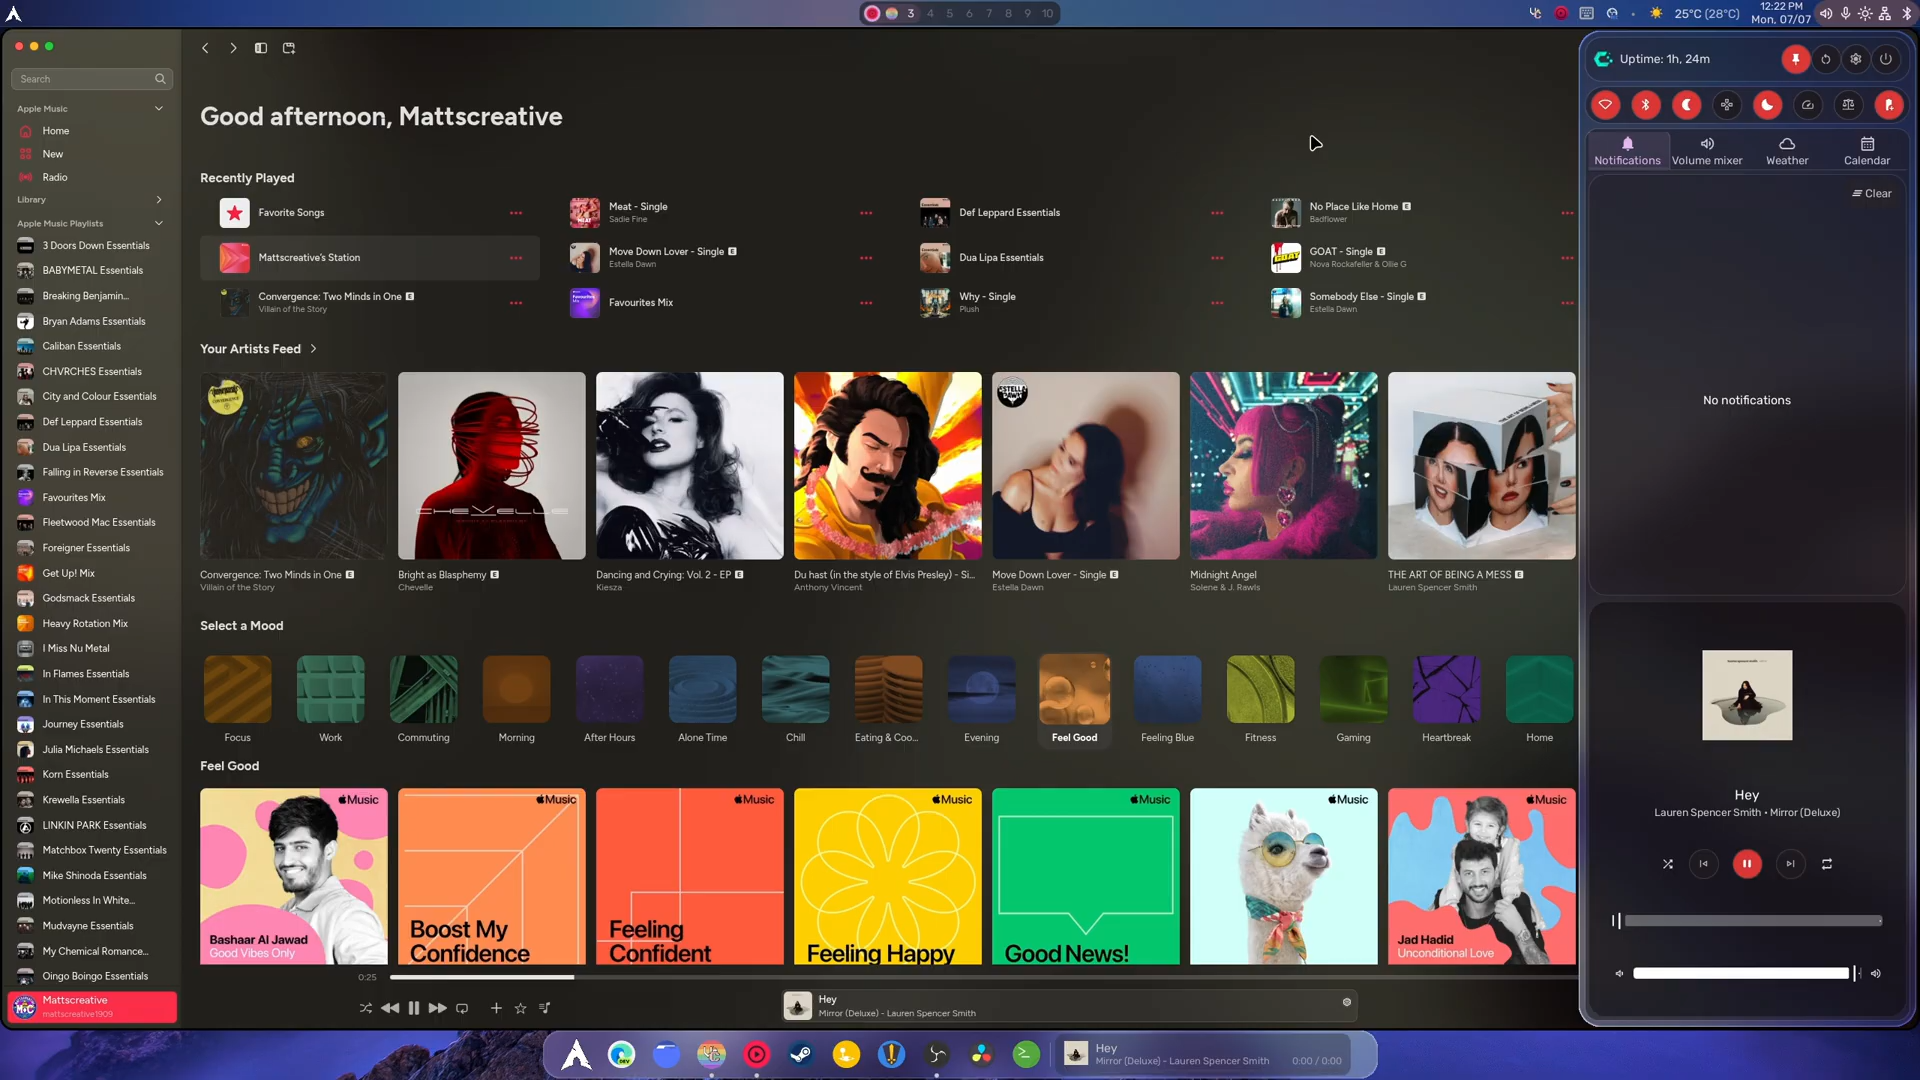 3 4 5 6 7 8 9 10
25°C (28°C)
12:22 PM
Mon, 07/07
Search
Apple Music
Home
New
Radio
Library
Apple Music Playlists
3 Doors Down Essentials
BABYMETAL Essentials
Breaking Benjamin...
Bryan Adams Essentials
Caliban Essentials
CHVRCHES Essentials
City and Colour Essentials
Def Leppard Essentials
Dua Lipa Essentials
Falling in Reverse Essentials
Favourites Mix
Fleetwood Mac Essentials
Foreigner Essentials
Get Up! Mix
Godsmack Essentials
Heavy Rotation Mix
I Miss Nu Metal
In Flames Essentials
In This Moment Essentials
Journey Essentials
Julia Michaels Essentials
Korn Essentials
Krewella Essentials
LINKIN PARK Essentials
Matchbox Twenty Essentials
Mike Shinoda Essentials
Motionless In White...
Mudvayne Essentials
My Chemical Romance...
Oingo Boingo Essentials
Mattscreative
mattscreative1909
Good afternoon, Mattscreative
Recently Played
Favorite Songs
Mattscreative's Station
Convergence: Two Minds in One E
Villain of the Story
Meat - Single
Sadie Fine
Move Down Lover - Single E
Estella Dawn
Favourites Mix
Def Leppard Essentials
Dua Lipa Essentials
Why - Single
Plush
No Place Like Home E
Badflower
GOAT - Single E
Nova Rockafeller & Ollie G
Somebody Else - Single E
Estella Dawn
Your Artists Feed
CHEVELLE
ESTELLA
DAWN
Convergence: Two Minds in One E
Villain of the Story
Bright as Blasphemy E
Chevelle
Dancing and Crying: Vol. 2 - EP E
Kiesza
Du hast (in the style of Elvis Presley) - Si...
Anthony Vincent
Move Down Lover - Single E
Estella Dawn
Midnight Angel
Solene & J. Rawls
THE ART OF BEING A MESS E
Lauren Spencer Smith
Select a Mood
Focus
Work
Commuting
Morning
After Hours
Alone Time
Chill
Eating & Coo...
Evening
Feel Good
Feeling Blue
Fitness
Gaming
Heartbreak
Home
Feel Good
Music
Bashaar Al Jawad
Good Vibes Only
Music
Boost My
Confidence
Music
Feeling
Confident
Music
Feeling Happy
Music
Good News!
Music
Music
Jad Hadid
Unconditional Love
0:25
Hey
Mirror (Deluxe) - Lauren Spencer Smith
Uptime: 1h, 24m
Notifications
Volume mixer
Weather
Calendar
Clear
No notifications
Hey
Lauren Spencer Smith • Mirror (Deluxe)
DEV
Hey
Mirror (Deluxe) - Lauren Spencer Smith
0:00 / 0:00